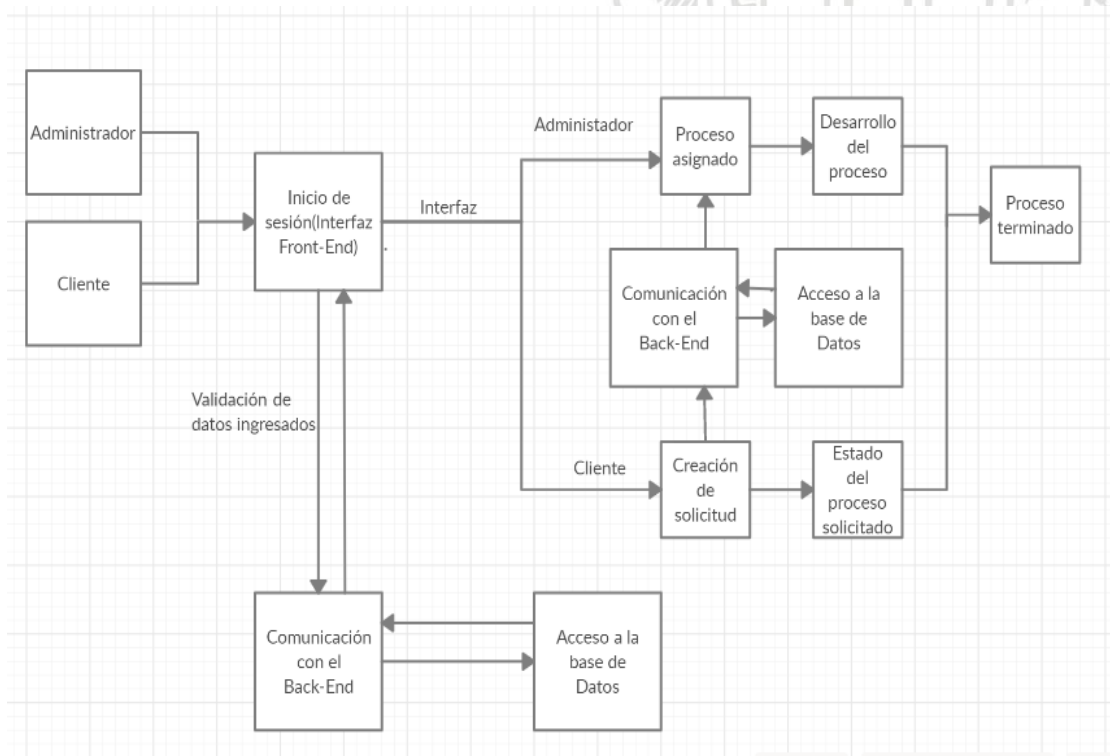 Administrador
Cliente
Inicio de
sesión(Interfaz
Front-End)
Interfaz
Validación de
datos ingresados
Comunicación
con el
Back-End
Acceso a la
base de
Datos
Administador
Proceso
asignado
Desarrollo
del
proceso
Proceso
terminado
Comunicación
con el
Back-End
Acceso a la
base de
Datos
Cliente
Creación
de
solicitud
Estado
del
proceso
solicitado